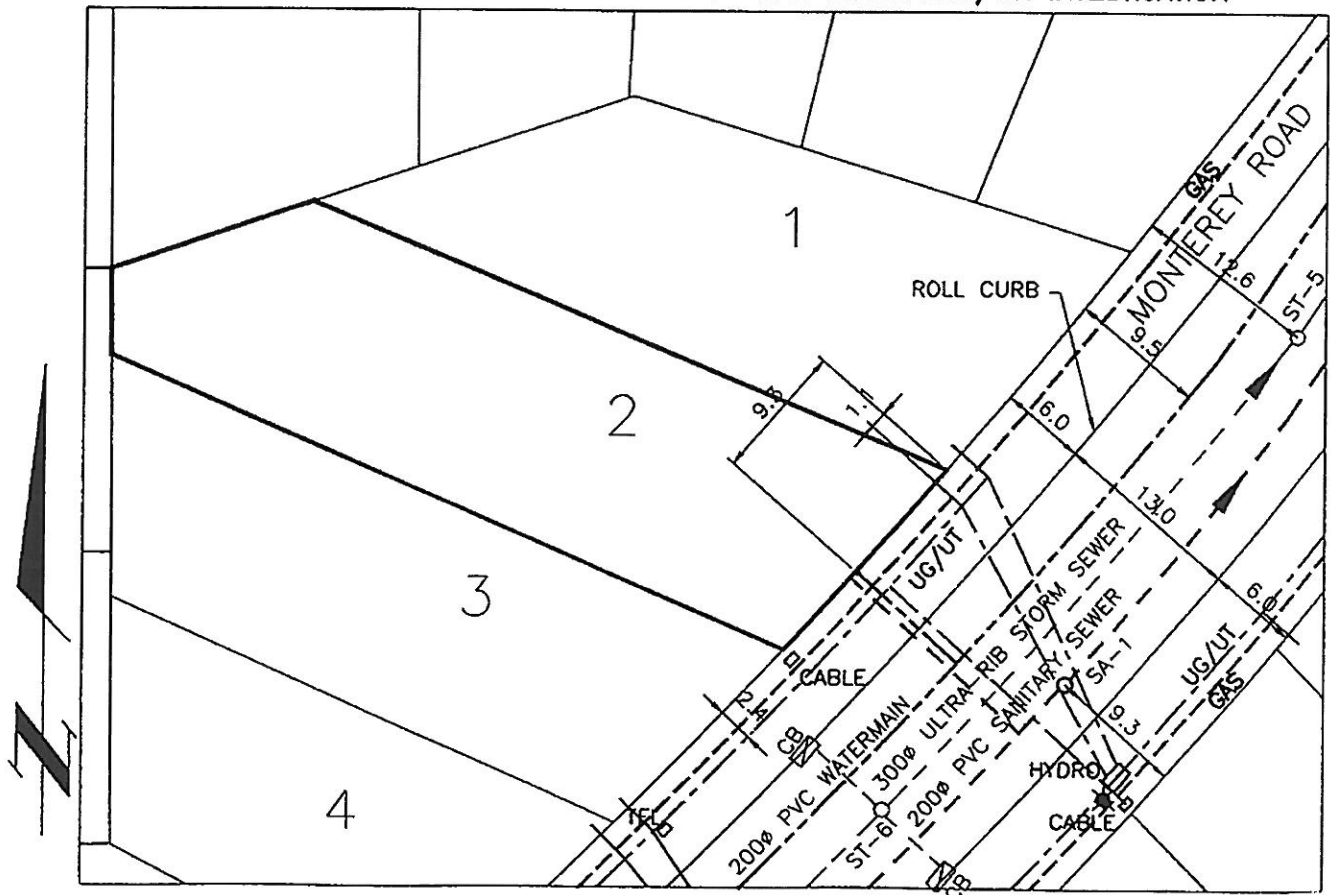 1
GAS
MONTEREY ROAD
12.6
ST-5
ROLL CURB
9.5
2
9.3
1.1
6.0
13.0
6.0
3
UG/UT
CABLE
2.4
CB
200ø PVC WATERMAIN
300ø ULTRA-RIB STORM SEWER
200ø PVC SANITARY SEWER
SA-1
9.3
UG/UT
GAS
HYDRO
CABLE
4
TEL
ST-6
CB